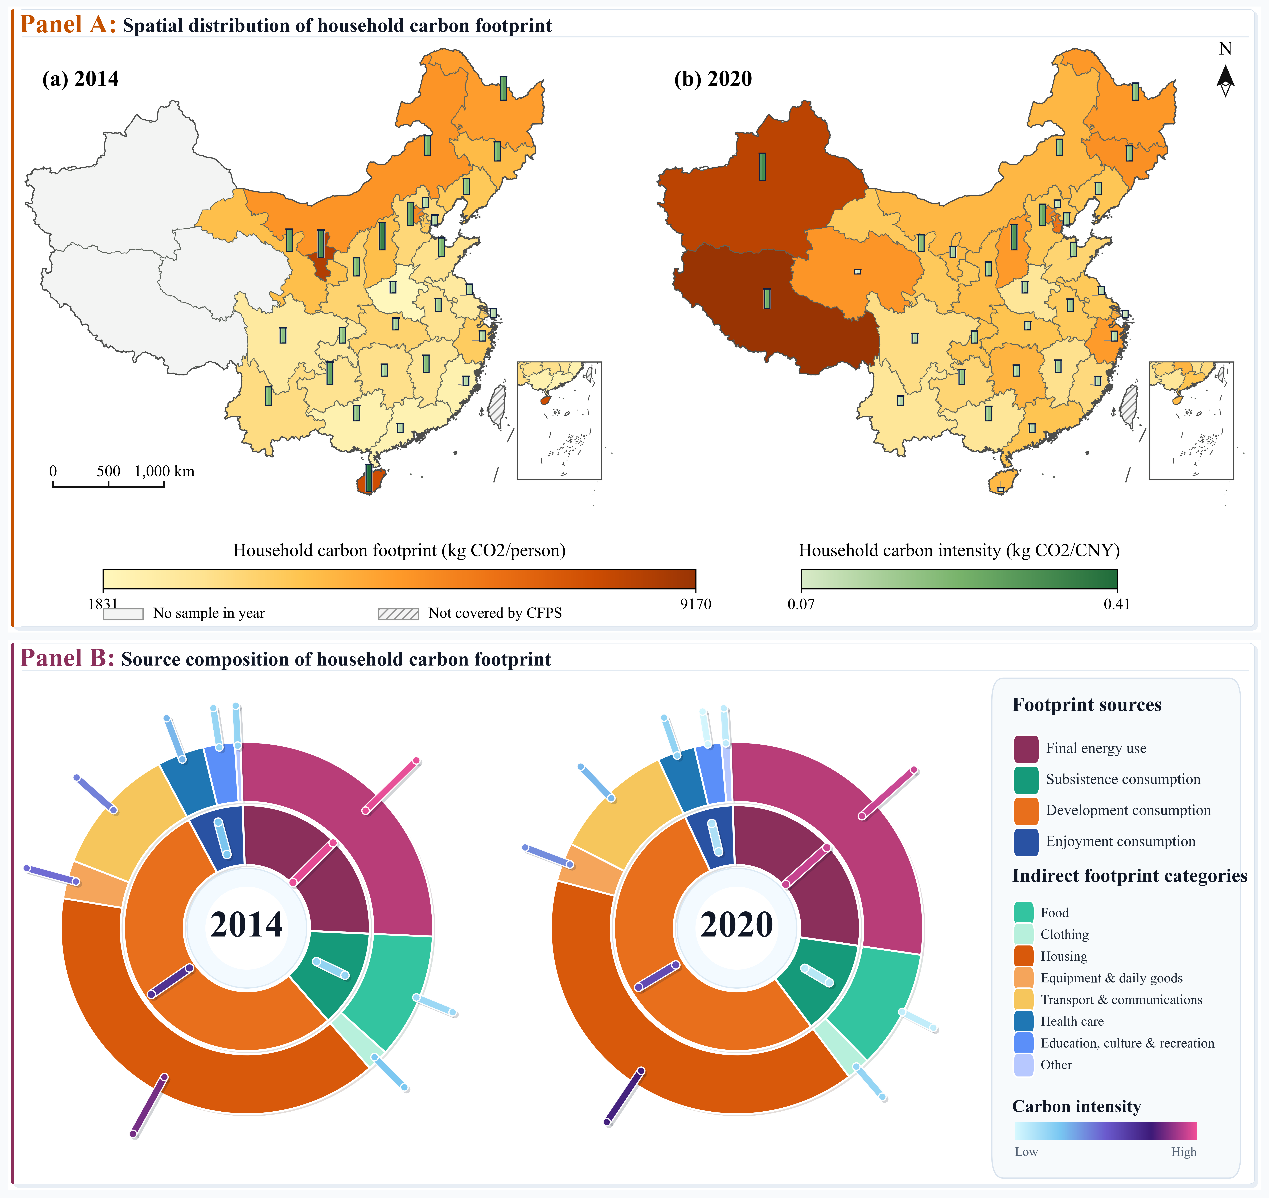 Panel A: Spatial distribution of household carbon footprint
(a) 2014
(b) 2020
N
0 500 1,000 km
Household carbon footprint (kg CO2/person)
1831 9170
No sample in year
Not covered by CFPS
Household carbon intensity (kg CO2/CNY)
0.07 0.41
Panel B: Source composition of household carbon footprint
2014
2020
Footprint sources
Final energy use
Subsistence consumption
Development consumption
Enjoyment consumption
Indirect footprint categories
Food
Clothing
Housing
Equipment & daily goods
Transport & communications
Health care
Education, culture & recreation
Other
Carbon intensity
Low High